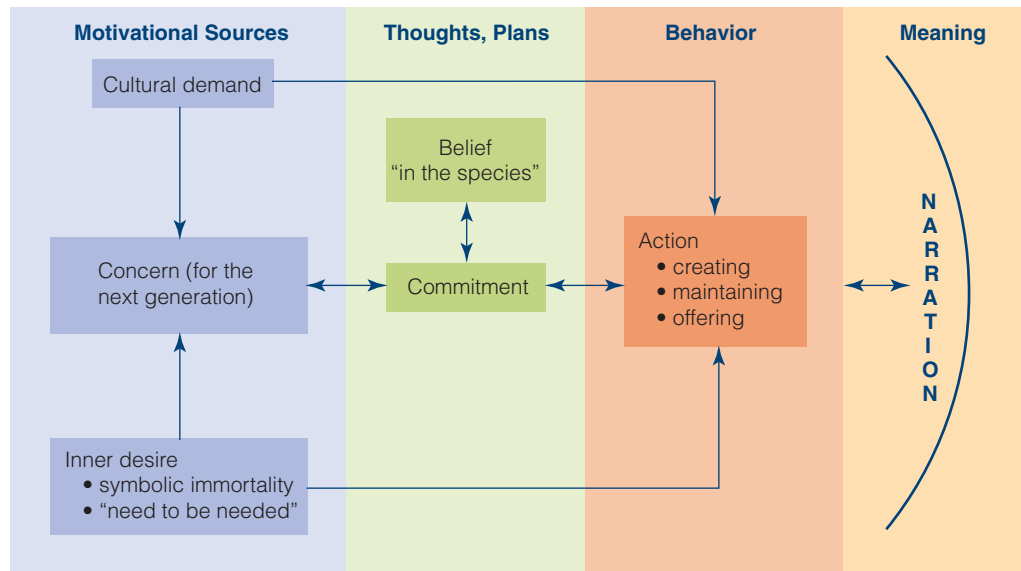 Motivational Sources
Cultural demand
Concern (for the
next generation)
Inner desire
• symbolic immortality
• “need to be needed”
Thoughts, Plans
Belief
“in the species”
Commitment
Behavior
Action
• creating
• maintaining
• offering
Meaning
NARRATION